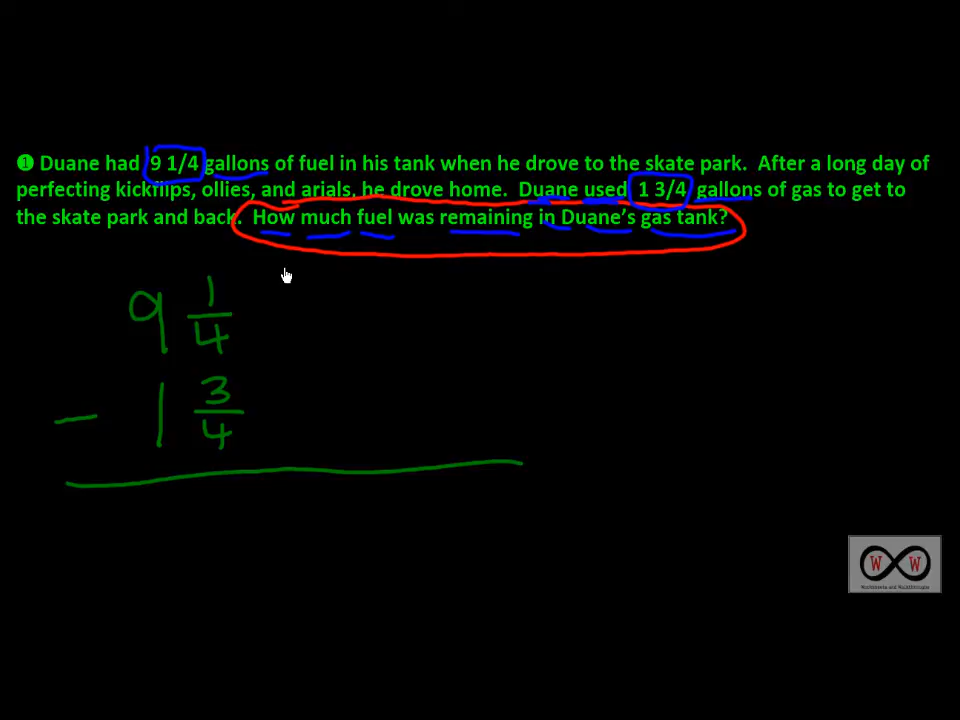 ❶ Duane had 9 1/4 gallons of fuel in his tank when he drove to the skate park. After a long day of
perfecting kickflips, ollies, and arials, he drove home. Duane used 1 3/4 gallons of gas to get to
the skate park and back. How much fuel was remaining in Duane's gas tank?
9 1/4
- 1 3/4
W W
Worksheets and Walkthroughs